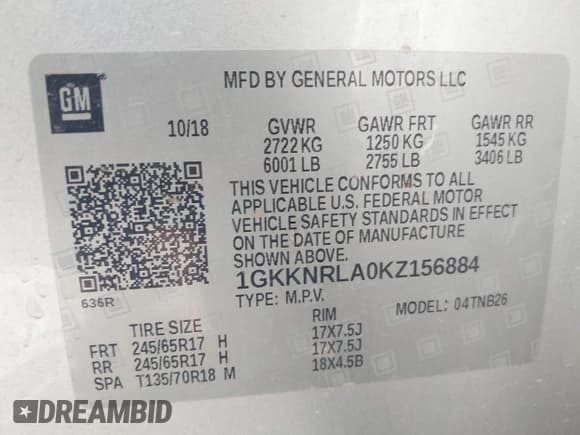 GM
MFD BY GENERAL MOTORS LLC
10/18 GVWR GAWR FRT GAWR RR
2722 KG 1250 KG 1545 KG
6001 LB 2755 LB 3406 LB
THIS VEHICLE CONFORMS TO ALL
APPLICABLE U.S. FEDERAL MOTOR
VEHICLE SAFETY STANDARDS IN EFFECT
ON THE DATE OF MANUFACTURE
SHOWN ABOVE.
1GKKNRLA0KZ156884
636R
TYPE: M.P.V. MODEL: 04TNB26
TIRE SIZE RIM
FRT 245/65R17 H 17X7.5J
RR 245/65R17 H 17X7.5J
SPA T135/70R18 M 18X4.5B
DREAMBID